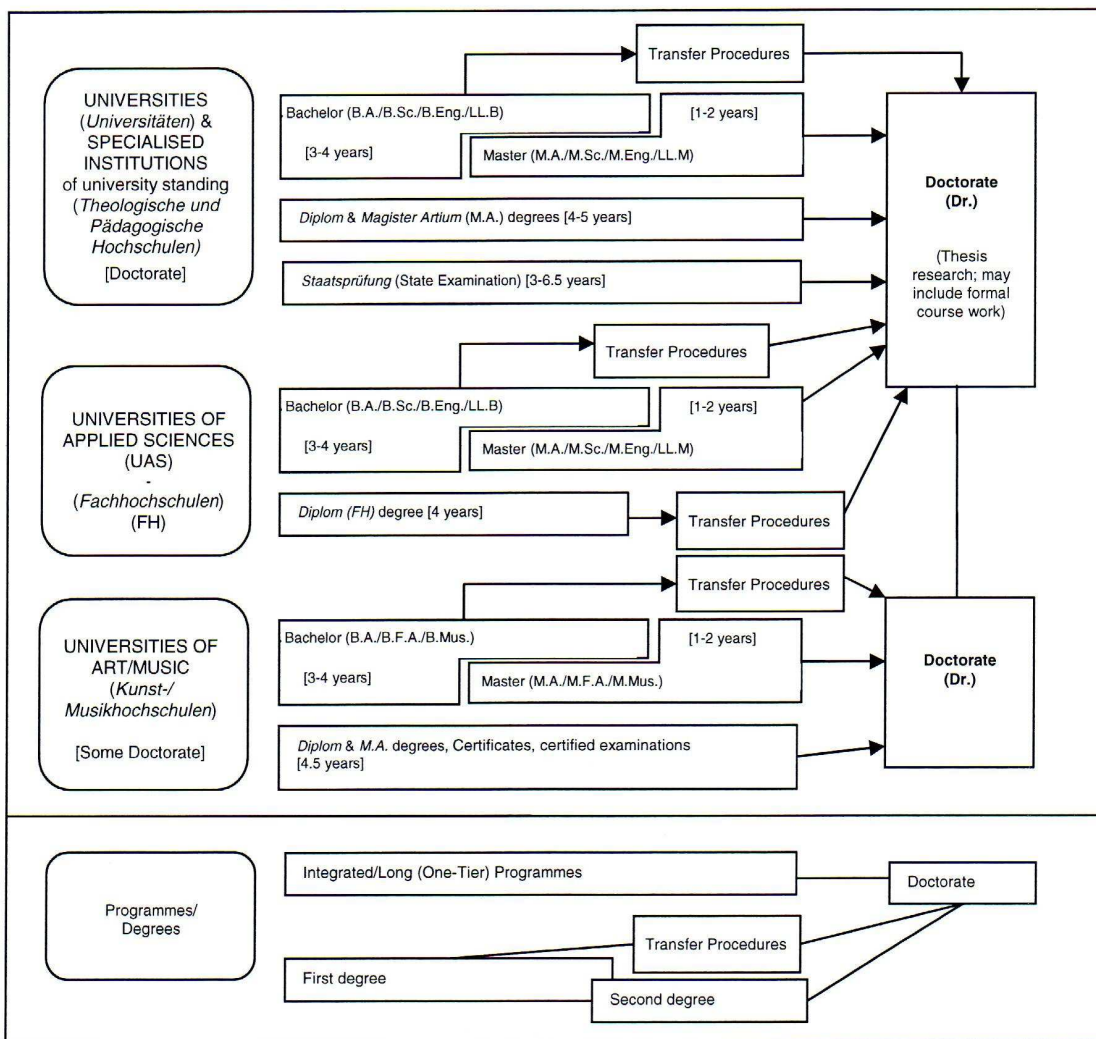 Transfer Procedures
UNIVERSITIES
(Universitäten) &
SPECIALISED
INSTITUTIONS
of university standing
(Theologische und
Pädagogische
Hochschulen)
[Doctorate]
Bachelor (B.A./B.Sc./B.Eng./LL.B)
[3-4 years]
[1-2 years]
Master (M.A./M.Sc./M.Eng./LL.M)
Diplom & Magister Artium (M.A.) degrees [4-5 years]
Staatsprüfung (State Examination) [3-6.5 years]
Doctorate
(Dr.)
(Thesis
research; may
include formal
course work)
UNIVERSITIES OF
APPLIED SCIENCES
(UAS)
-
(Fachhochschulen)
(FH)
Transfer Procedures
Bachelor (B.A./B.Sc./B.Eng./LL.B)
[3-4 years]
[1-2 years]
Master (M.A./M.Sc./M.Eng./LL.M)
Diplom (FH) degree [4 years]
Transfer Procedures
UNIVERSITIES OF
ART/MUSIC
(Kunst-/
Musikhochschulen)
[Some Doctorate]
Transfer Procedures
Bachelor (B.A./B.F.A./B.Mus.)
[3-4 years]
[1-2 years]
Master (M.A./M.F.A./M.Mus.)
Diplom & M.A. degrees, Certificates, certified examinations
[4.5 years]
Doctorate
(Dr.)
Programmes/
Degrees
Integrated/Long (One-Tier) Programmes
Doctorate
Transfer Procedures
First degree
Second degree